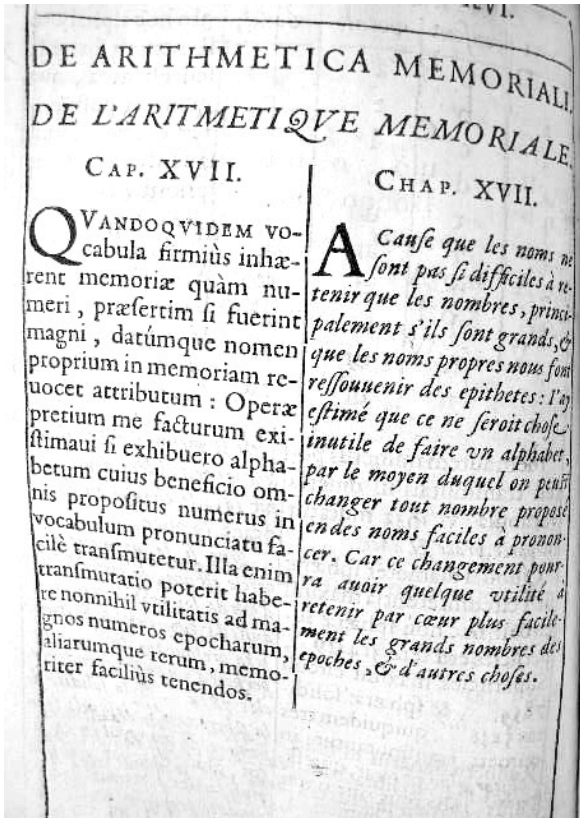 XVI.
DE ARITHMETICA MEMORIALI.
DE L'ARITMETIQVE MEMORIALE.
CAP. XVII.
QVANDOQVIDEM vo-
cabula firmiùs inhæ-
rent memoriæ quàm nu-
meri, præsertim si fuerint
magni, datúmque nomen
proprium in memoriam re-
uocet attributum : Operæ
pretium me facturum exi-
stimaui si exhibuero alpha-
betum cuius beneficio om-
nis propositus numerus in
vocabulum pronunciatu fa-
cilè transmutetur. Illa enim
transmutatio poterit habe-
re nonnihil vtilitatis ad ma-
gnos numeros epocharum,
aliarumque rerum, memo-
riter faciliùs tenendos.
CHAP. XVII.
A Cause que les noms ne
sont pas si difficiles à re-
tenir que les nombres, princi-
palement s'ils sont grands, &
que les noms propres nous font
ressouuenir des epithetes : i'ay
estimé que ce ne seroit chose
inutile de faire vn alphabet,
par le moyen duquel on peust
changer tout nombre proposé
en des noms faciles à pronon-
cer. Car ce changement pour-
ra auoir quelque vtilité à
retenir par cœur plus facile-
ment les grands nombres des
epoches, & d'autres choses.